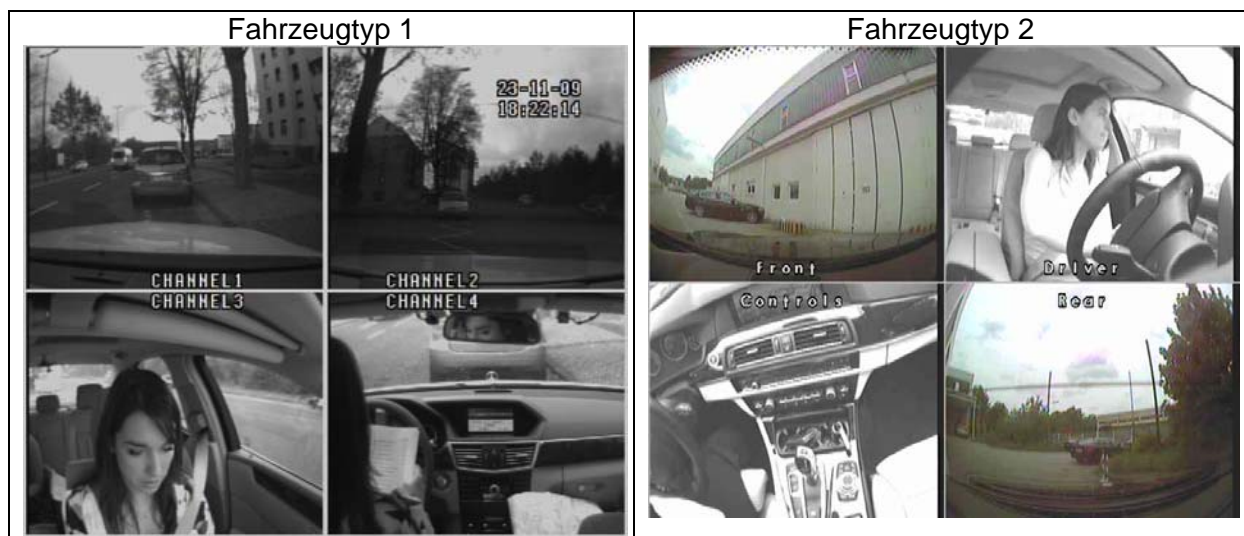 Fahrzeugtyp 1
Fahrzeugtyp 2
23-11-09
18:22:14
CHANNEL1
CHANNEL2
CHANNEL3
CHANNEL4
Front
Driver
Controls
Rear